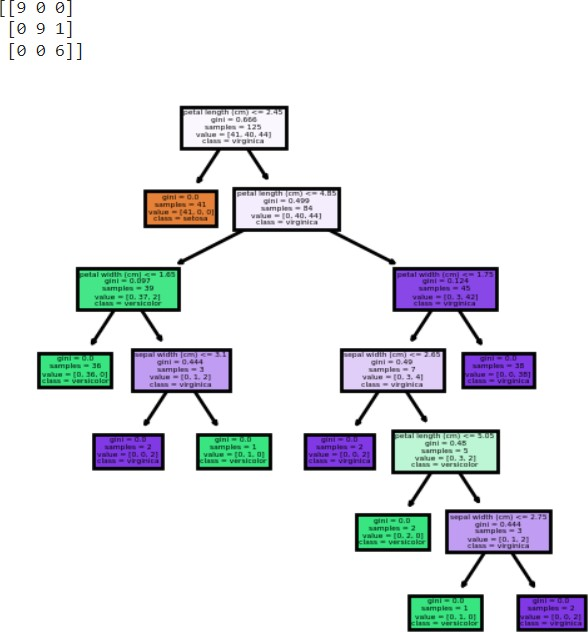 [[9 0 0]
[0 9 1]
[0 0 6]]
petal length (cm) <= 2.45
gini = 0.666
samples = 125
value = [41, 40, 44]
class = virginica
gini = 0.0
samples = 41
value = [41, 0, 0]
class = setosa
petal length (cm) <= 4.85
gini = 0.499
samples = 84
value = [0, 40, 44]
class = virginica
petal width (cm) <= 1.65
gini = 0.097
samples = 39
value = [0, 37, 2]
class = versicolor
petal width (cm) <= 1.75
gini = 0.124
samples = 45
value = [0, 3, 42]
class = virginica
gini = 0.0
samples = 36
value = [0, 36, 0]
class = versicolor
sepal width (cm) <= 3.1
gini = 0.444
samples = 3
value = [0, 1, 2]
class = virginica
sepal width (cm) <= 2.65
gini = 0.49
samples = 7
value = [0, 3, 4]
class = virginica
gini = 0.0
samples = 38
value = [0, 0, 38]
class = virginica
gini = 0.0
samples = 2
value = [0, 0, 2]
class = virginica
gini = 0.0
samples = 1
value = [0, 1, 0]
class = versicolor
gini = 0.0
samples = 2
value = [0, 0, 2]
class = virginica
petal length (cm) <= 5.05
gini = 0.48
samples = 5
value = [0, 3, 2]
class = versicolor
gini = 0.0
samples = 2
value = [0, 2, 0]
class = versicolor
sepal width (cm) <= 2.75
gini = 0.444
samples = 3
value = [0, 1, 2]
class = virginica
gini = 0.0
samples = 1
value = [0, 1, 0]
class = versicolor
gini = 0.0
samples = 2
value = [0, 0, 2]
class = virginica